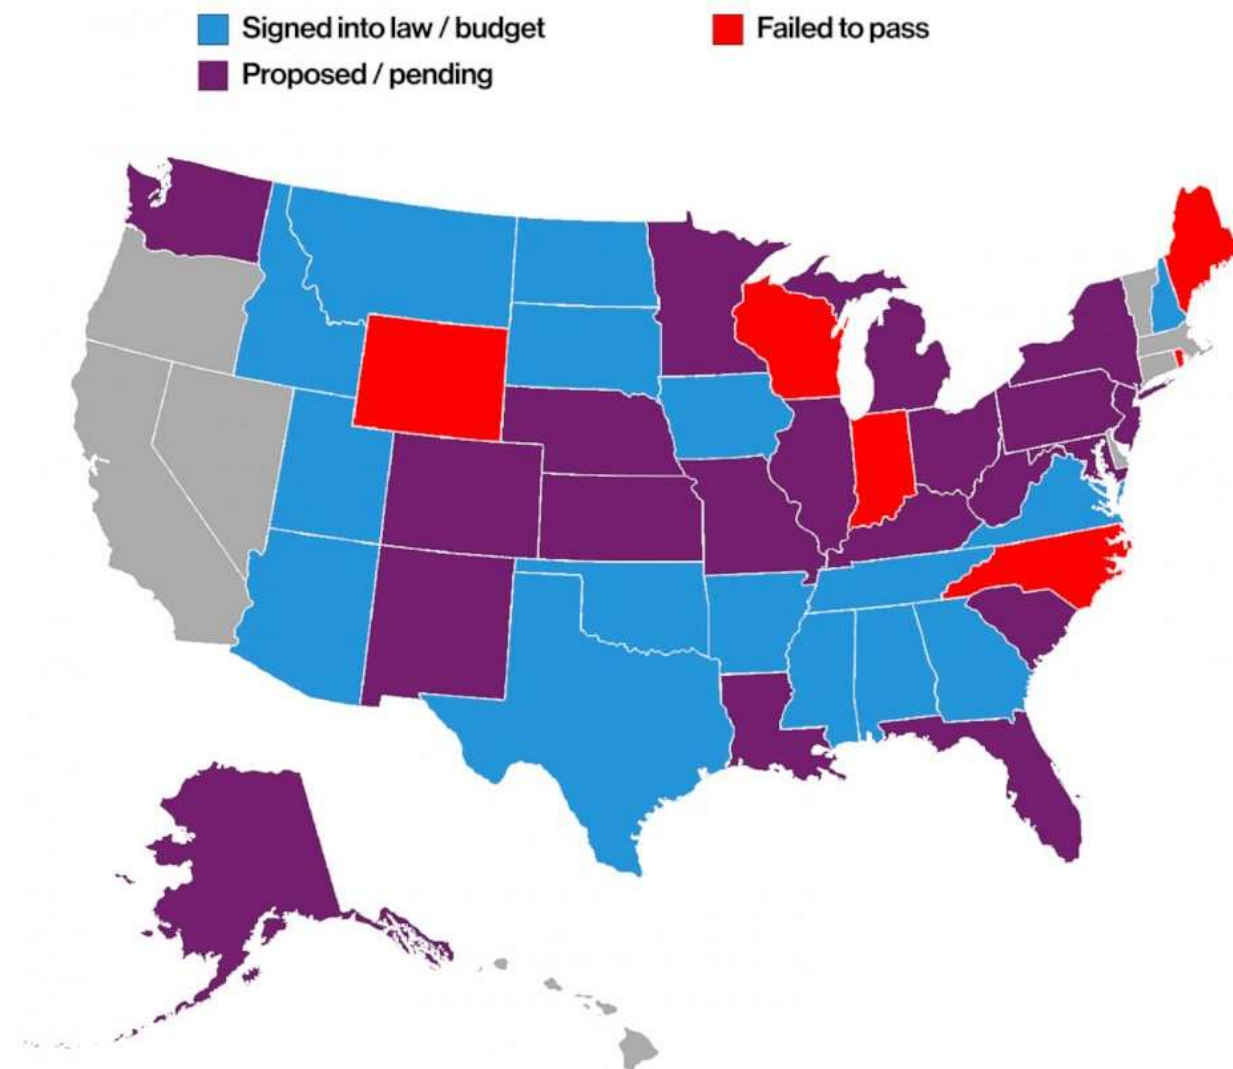 Signed into law / budget
Failed to pass
Proposed / pending